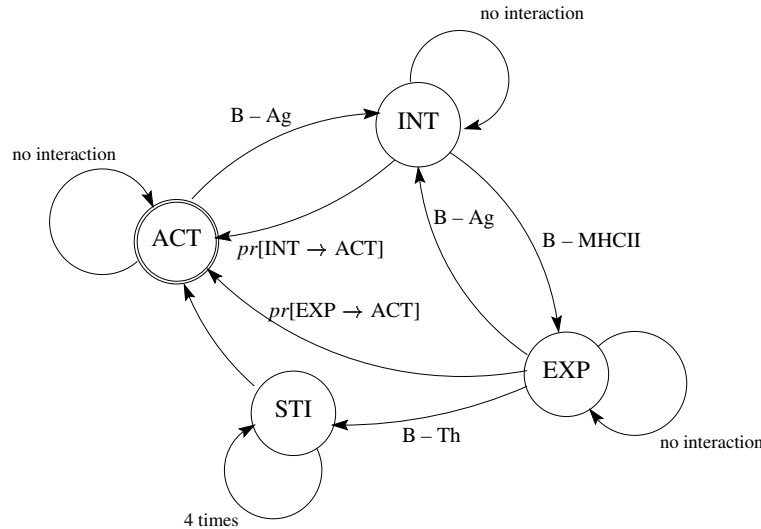 no interaction
INT
B – Ag
no interaction
ACT
B – Ag
B – MHCII
pr[INT → ACT]
pr[EXP → ACT]
EXP
STI
B – Th
no interaction
4 times